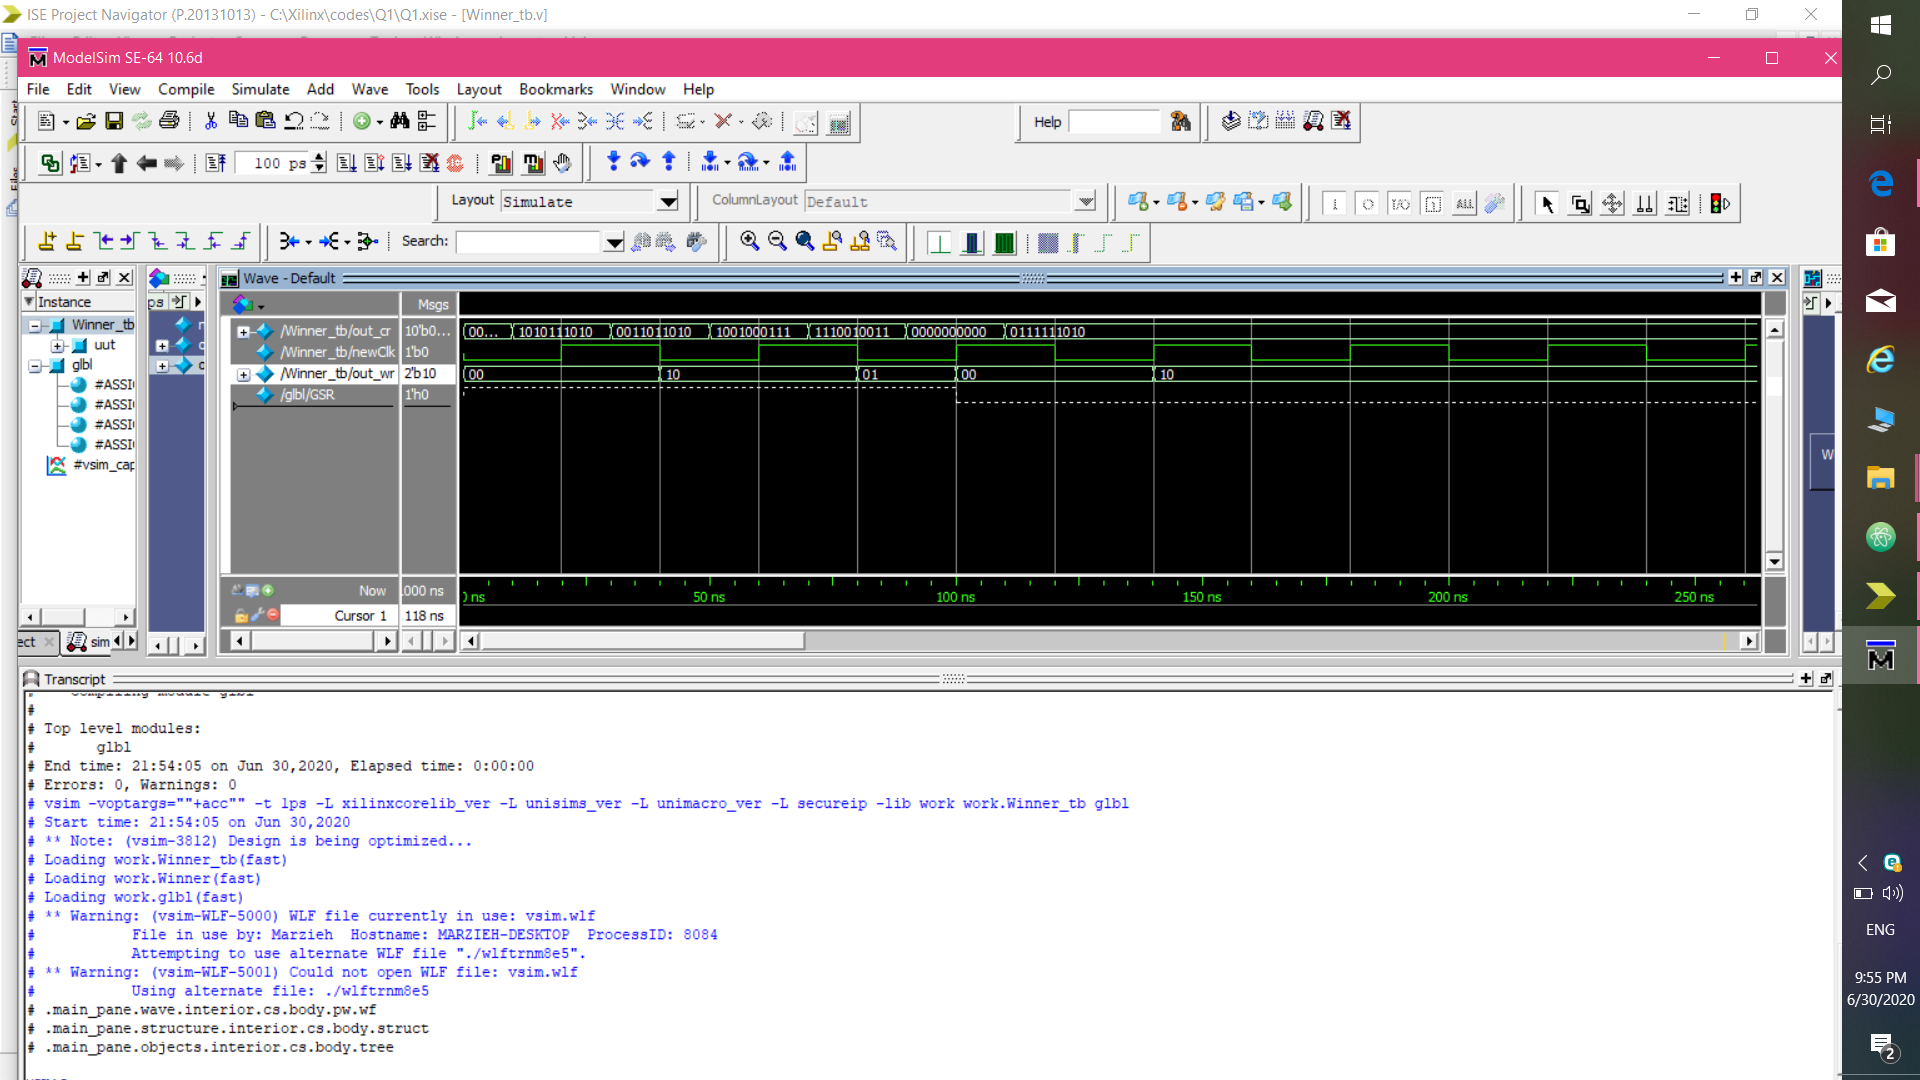 ISE Project Navigator (P.20131013) - C:\Xilinx\codes\Q1\Q1.xise - [Winner_tb.v]
ModelSim SE-64 10.6d
File Edit View Compile Simulate Add Wave Tools Layout Bookmarks Window Help
Help
100 ps
Layout Simulate ColumnLayout Default
ALL
Search:
Instance
Winner_tb
uut
glbl
#ASSI
#ASSI
#ASSI
#ASSI
#vsim_cap
ps
Wave - Default
Msgs
/Winner_tb/out_cr 10'b0... 00... 1010111010 0011011010 1001000111 1110010011 0000000000 0111111010
/Winner_tb/newClk 1'b0
/Winner_tb/out_wr 2'b10 00 10 01 00 10
/glbl/GSR 1'h0
Now .000 ns
50 ns 100 ns 150 ns 200 ns 250 ns
Cursor 1 118 ns
ect sim
Transcript
# Compiling module glbl
#
# Top level modules:
# glbl
# End time: 21:54:05 on Jun 30,2020, Elapsed time: 0:00:00
# Errors: 0, Warnings: 0
# vsim -voptargs=""+acc"" -t 1ps -L xilinxcorelib_ver -L unisims_ver -L unimacro_ver -L secureip -lib work work.Winner_tb glbl
# Start time: 21:54:05 on Jun 30,2020
# ** Note: (vsim-3812) Design is being optimized...
# Loading work.Winner_tb(fast)
# Loading work.Winner(fast)
# Loading work.glbl(fast)
# ** Warning: (vsim-WLF-5000) WLF file currently in use: vsim.wlf
# File in use by: Marzieh Hostname: MARZIEH-DESKTOP ProcessID: 8084
# Attempting to use alternate WLF file "./wlftrnm8e5".
# ** Warning: (vsim-WLF-5001) Could not open WLF file: vsim.wlf
# Using alternate file: ./wlftrnm8e5
# .main_pane.wave.interior.cs.body.pw.wf
# .main_pane.structure.interior.cs.body.struct
# .main_pane.objects.interior.cs.body.tree
ENG
9:55 PM
6/30/2020
2